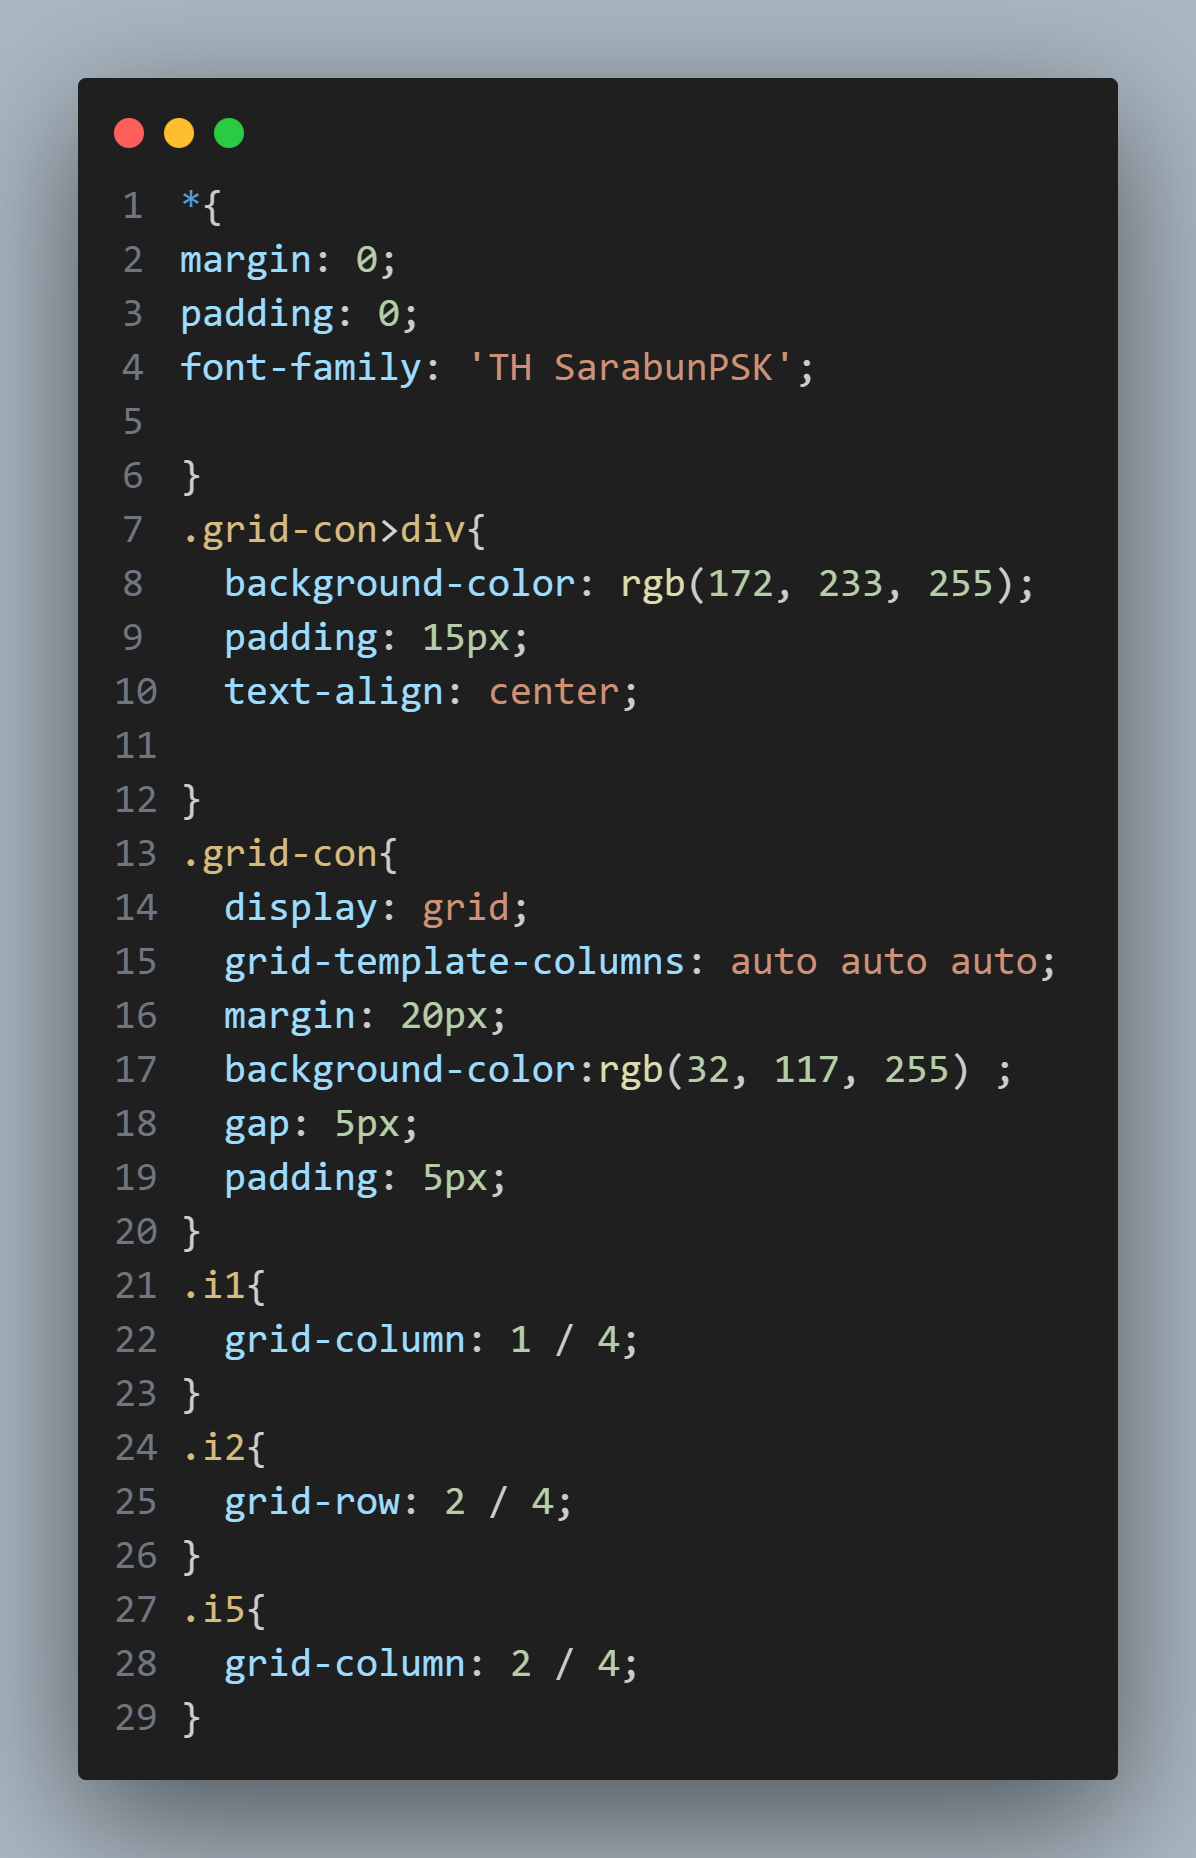 1 *{
2 margin: 0;
3 padding: 0;
4 font-family: 'TH SarabunPSK';
5
6 }
7 .grid-con>div{
8   background-color: rgb(172, 233, 255);
9   padding: 15px;
10   text-align: center;
11
12 }
13 .grid-con{
14   display: grid;
15   grid-template-columns: auto auto auto;
16   margin: 20px;
17   background-color:rgb(32, 117, 255) ;
18   gap: 5px;
19   padding: 5px;
20 }
21 .i1{
22   grid-column: 1 / 4;
23 }
24 .i2{
25   grid-row: 2 / 4;
26 }
27 .i5{
28   grid-column: 2 / 4;
29 }